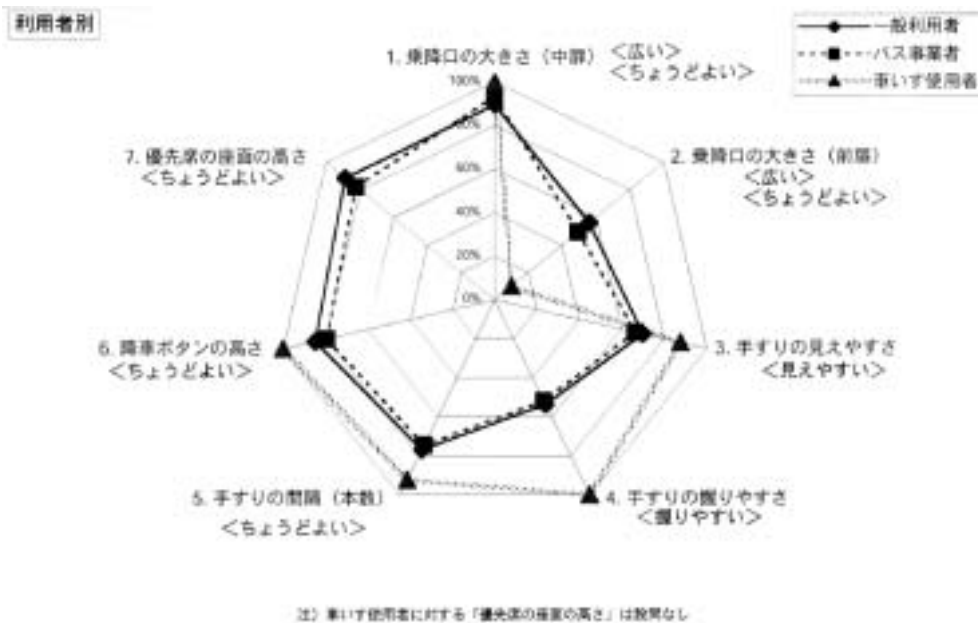 利用者別
一般利用者
バス事業者
車いす使用者
1. 乗降口の大きさ（中扉）
＜広い＞
＜ちょうどよい＞
2. 乗降口の大きさ（前扉）
＜広い＞
＜ちょうどよい＞
3. 手すりの見えやすさ
＜見えやすい＞
4. 手すりの握りやすさ
＜握りやすい＞
5. 手すりの間隔（本数）
＜ちょうどよい＞
6. 降車ボタンの高さ
＜ちょうどよい＞
7. 優先席の座面の高さ
＜ちょうどよい＞
100%
80%
60%
40%
20%
0%
注）車いす使用者に対する「優先席の座面の高さ」は設問なし